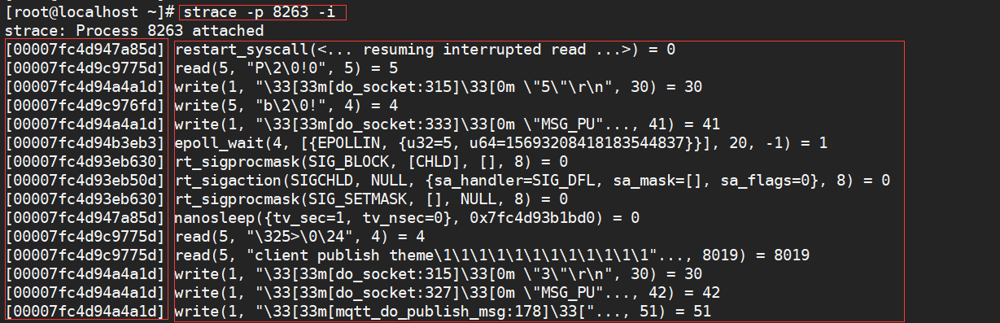 [root@localhost ~]# strace -p 8263 -i
strace: Process 8263 attached
[00007fc4d947a85d] restart_syscall(<... resuming interrupted read ...>) = 0
[00007fc4d9c9775d] read(5, "P\2\0!0", 5) = 5
[00007fc4d94a4a1d] write(1, "\33[33m[do_socket:315]\33[0m \"5\"\r\n", 30) = 30
[00007fc4d9c976fd] write(5, "b\2\0!", 4) = 4
[00007fc4d94a4a1d] write(1, "\33[33m[do_socket:333]\33[0m \"MSG_PU"..., 41) = 41
[00007fc4d94b3eb3] epoll_wait(4, [{EPOLLIN, {u32=5, u64=15693208418183544837}}], 20, -1) = 1
[00007fc4d93eb630] rt_sigprocmask(SIG_BLOCK, [CHLD], [], 8) = 0
[00007fc4d93eb50d] rt_sigaction(SIGCHLD, NULL, {sa_handler=SIG_DFL, sa_mask=[], sa_flags=0}, 8) = 0
[00007fc4d93eb630] rt_sigprocmask(SIG_SETMASK, [], NULL, 8) = 0
[00007fc4d947a85d] nanosleep({tv_sec=1, tv_nsec=0}, 0x7fc4d93b1bd0) = 0
[00007fc4d9c9775d] read(5, "\325>\0\24", 4) = 4
[00007fc4d9c9775d] read(5, "client publish theme\1\1\1\1\1\1\1\1\1\1\1\1"..., 8019) = 8019
[00007fc4d94a4a1d] write(1, "\33[33m[do_socket:315]\33[0m \"3\"\r\n", 30) = 30
[00007fc4d94a4a1d] write(1, "\33[33m[do_socket:327]\33[0m \"MSG_PU"..., 42) = 42
[00007fc4d94a4a1d] write(1, "\33[33m[mqtt_do_publish_msg:178]\33["..., 51) = 51